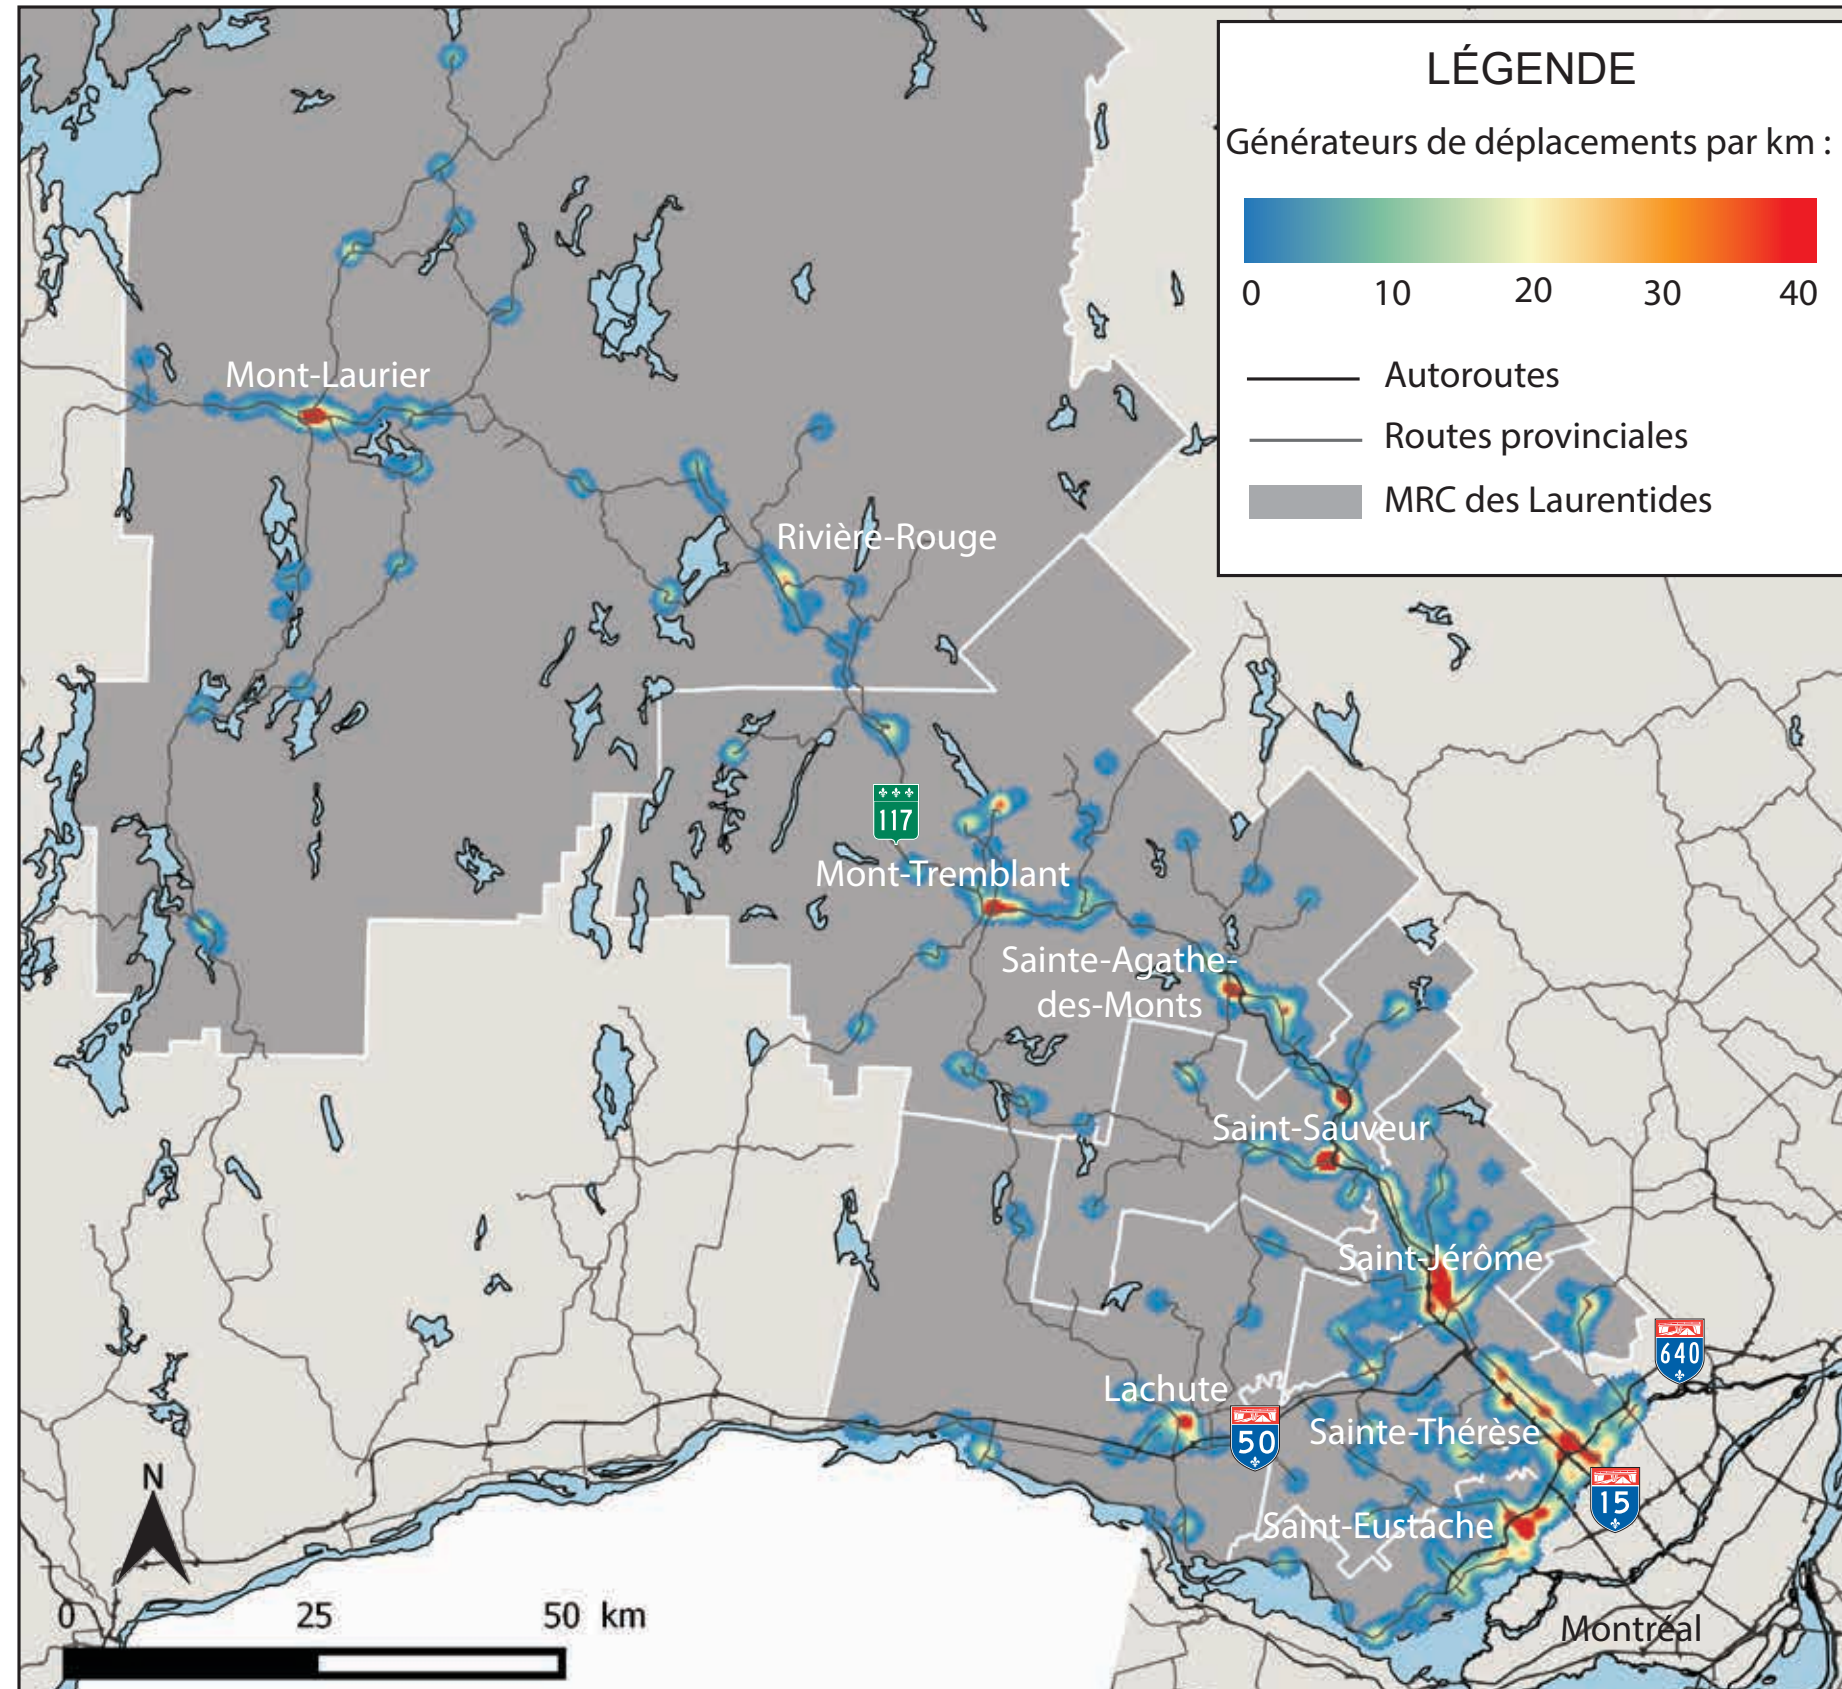 LÉGENDE
Générateurs de déplacements par km :
0 10 20 30 40
Autoroutes
Routes provinciales
MRC des Laurentides
Mont-Laurier
Rivière-Rouge
117
Mont-Tremblant
Sainte-Agathe-
des-Monts
Saint-Sauveur
Saint-Jérôme
640
Lachute
50
Sainte-Thérèse
15
Saint-Eustache
Montréal
N
0 25 50 km